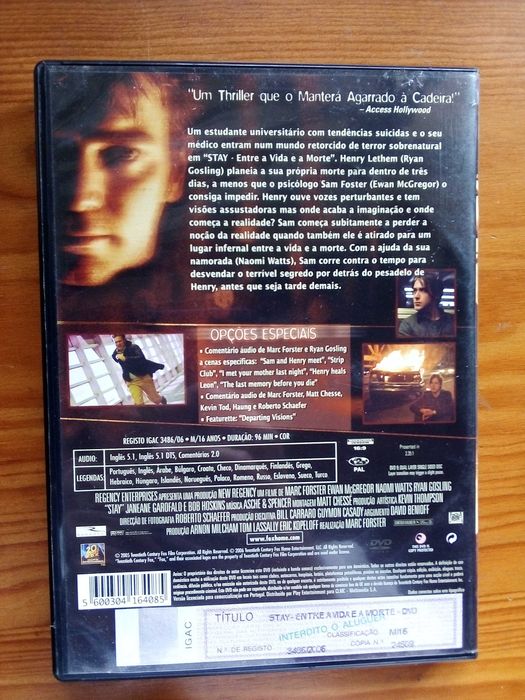 "Um Thriller que o Manterá Agarrado à Cadeira!"
- Access Hollywood
Um estudante universitário com tendências suicidas e o seu
médico entram num mundo retorcido de terror sobrenatural
em "STAY - Entre a Vida e a Morte". Henry Lethem (Ryan
Gosling) planeia a sua própria morte para dentro de três
dias, a menos que o psicólogo Sam Foster (Ewan McGregor) o
consiga impedir. Henry ouve vozes perturbantes e tem
visões assustadoras mas onde acaba a imaginação e onde
começa a realidade? Sam começa subitamente a perder a
noção da realidade quando também ele é atirado para um
lugar infernal entre a vida e a morte. Com a ajuda da sua
namorada (Naomi Watts), Sam corre contra o tempo para
desvendar o terrível segredo por detrás do pesadelo de
Henry, antes que seja tarde demais.
OPÇÕES ESPECIAIS
• Comentário áudio de Marc Forster e Ryan Gosling
a cenas específicas: "Sam and Henry meet", "Strip
Club", "I met your mother last night", "Henry heals
Leon", "The last memory before you die"
• Comentário áudio de Marc Forster, Matt Chesse,
Kevin Tod, Haung e Roberto Schaefer
• Featurette: "Departing Visions"
REGISTO IGAC 3486/06 • M/16 ANOS • DURAÇÃO: 96 MIN • COR
ÁUDIO: Inglês 5.1, Inglês 5.1 DTS, Comentários 2.0
LEGENDAS: Português, Inglês, Árabe, Búlgaro, Croata, Checo, Dinamarquês, Finlandês, Grego,
Hebraico, Húngaro, Islandês, Norueguês, Polaco, Romeno, Russo, Esloveno, Sueco, Turco
16:9
PAL
Presented in
2.35:1
REGENCY ENTERPRISES APRESENTA UMA PRODUÇÃO NEW REGENCY UM FILME DE MARC FORSTER EWAN McGREGOR NAOMI WATTS RYAN GOSLING
"STAY" JANEANE GAROFALO E BOB HOSKINS MÚSICA ASCHE & SPENCER MONTAGEM MATT CHESSE PRODUÇÃO ARTÍSTICA KEVIN THOMPSON
DIRECÇÃO DE FOTOGRAFIA ROBERTO SCHAEFER PRODUÇÃO EXECUTIVA BILL CARRARO GUYMON CASADY ARGUMENTO DAVID BENIOFF
PRODUÇÃO ARNON MILCHAN TOM LASSALLY ERIC KOPELOFF REALIZAÇÃO MARC FORSTER
www.foxhome.com
DVD
COPY PROTECTED
5 600304 164085
IGAC
TÍTULO STAY-ENTRE A VIDA E A MORTE-DVD
INTERDITO O ALUGUER
CLASSIFICAÇÃO M/16
N.º DE REGISTO 3486/2006 CÓPIA N.º